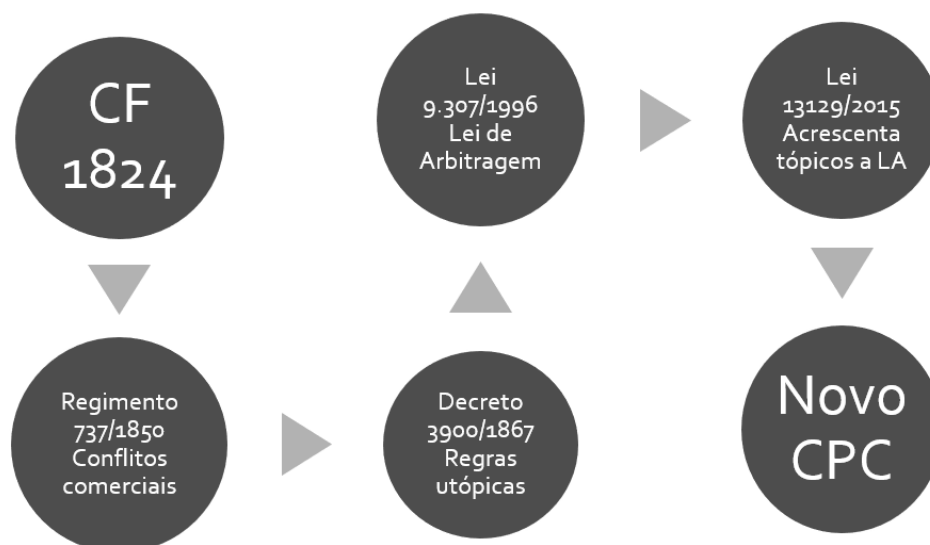 CF
1824
Regimento
737/1850
Conflitos
comerciais
Decreto
3900/1867
Regras
utópicas
Lei
9.307/1996
Lei de
Arbitragem
Lei
13129/2015
Acrescenta
tópicos a LA
Novo
CPC